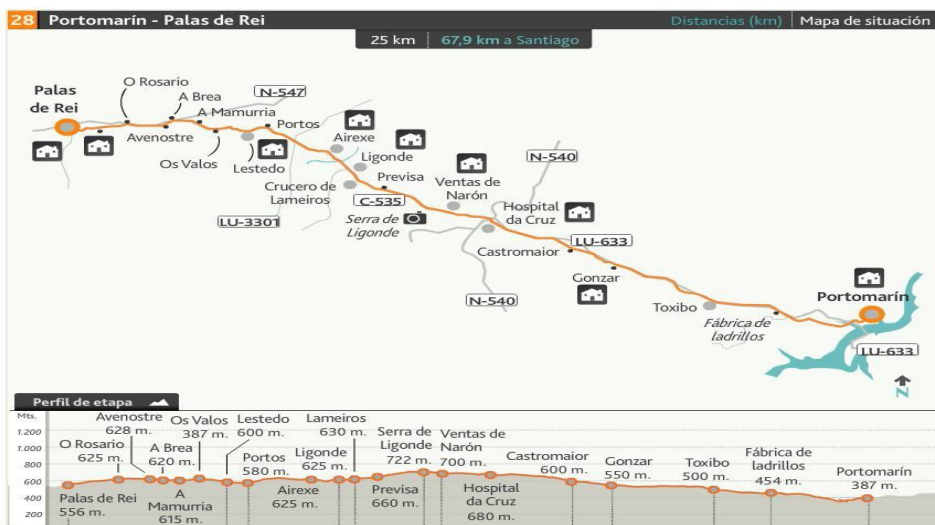 28 Portomarín - Palas de Rei
Distancias (km)
Mapa de situación
25 km
67,9 km a Santiago
Palas
de Rei
O Rosario
A Brea
N-547
A Mamurria
Avenostre
Portos
Os Valos
Lestedo
Airexe
Ligonde
Crucero de
Lameiros
Previsa
C-535
LU-3301
Serra de
Ligonde
Ventas de
Narón
N-540
Hospital
da Cruz
Castromaior
LU-633
Gonzar
N-540
Toxibo
Fábrica de
ladrillos
Portomarín
LU-633
N
Perfil de etapa
Mts.
1.200
1.000
800
600
400
200
Palas de Rei
556 m.
O Rosario
625 m.
Avenostre
628 m.
A Brea
620 m.
A
Mamurria
615 m.
Os Valos
387 m.
Lestedo
600 m.
Portos
580 m.
Airexe
625 m.
Ligonde
625 m.
Lameiros
630 m.
Previsa
660 m.
Serra de
Ligonde
722 m.
Ventas de
Narón
700 m.
Hospital
da Cruz
680 m.
Castromaior
600 m.
Gonzar
550 m.
Toxibo
500 m.
Fábrica de
ladrillos
454 m.
Portomarín
387 m.